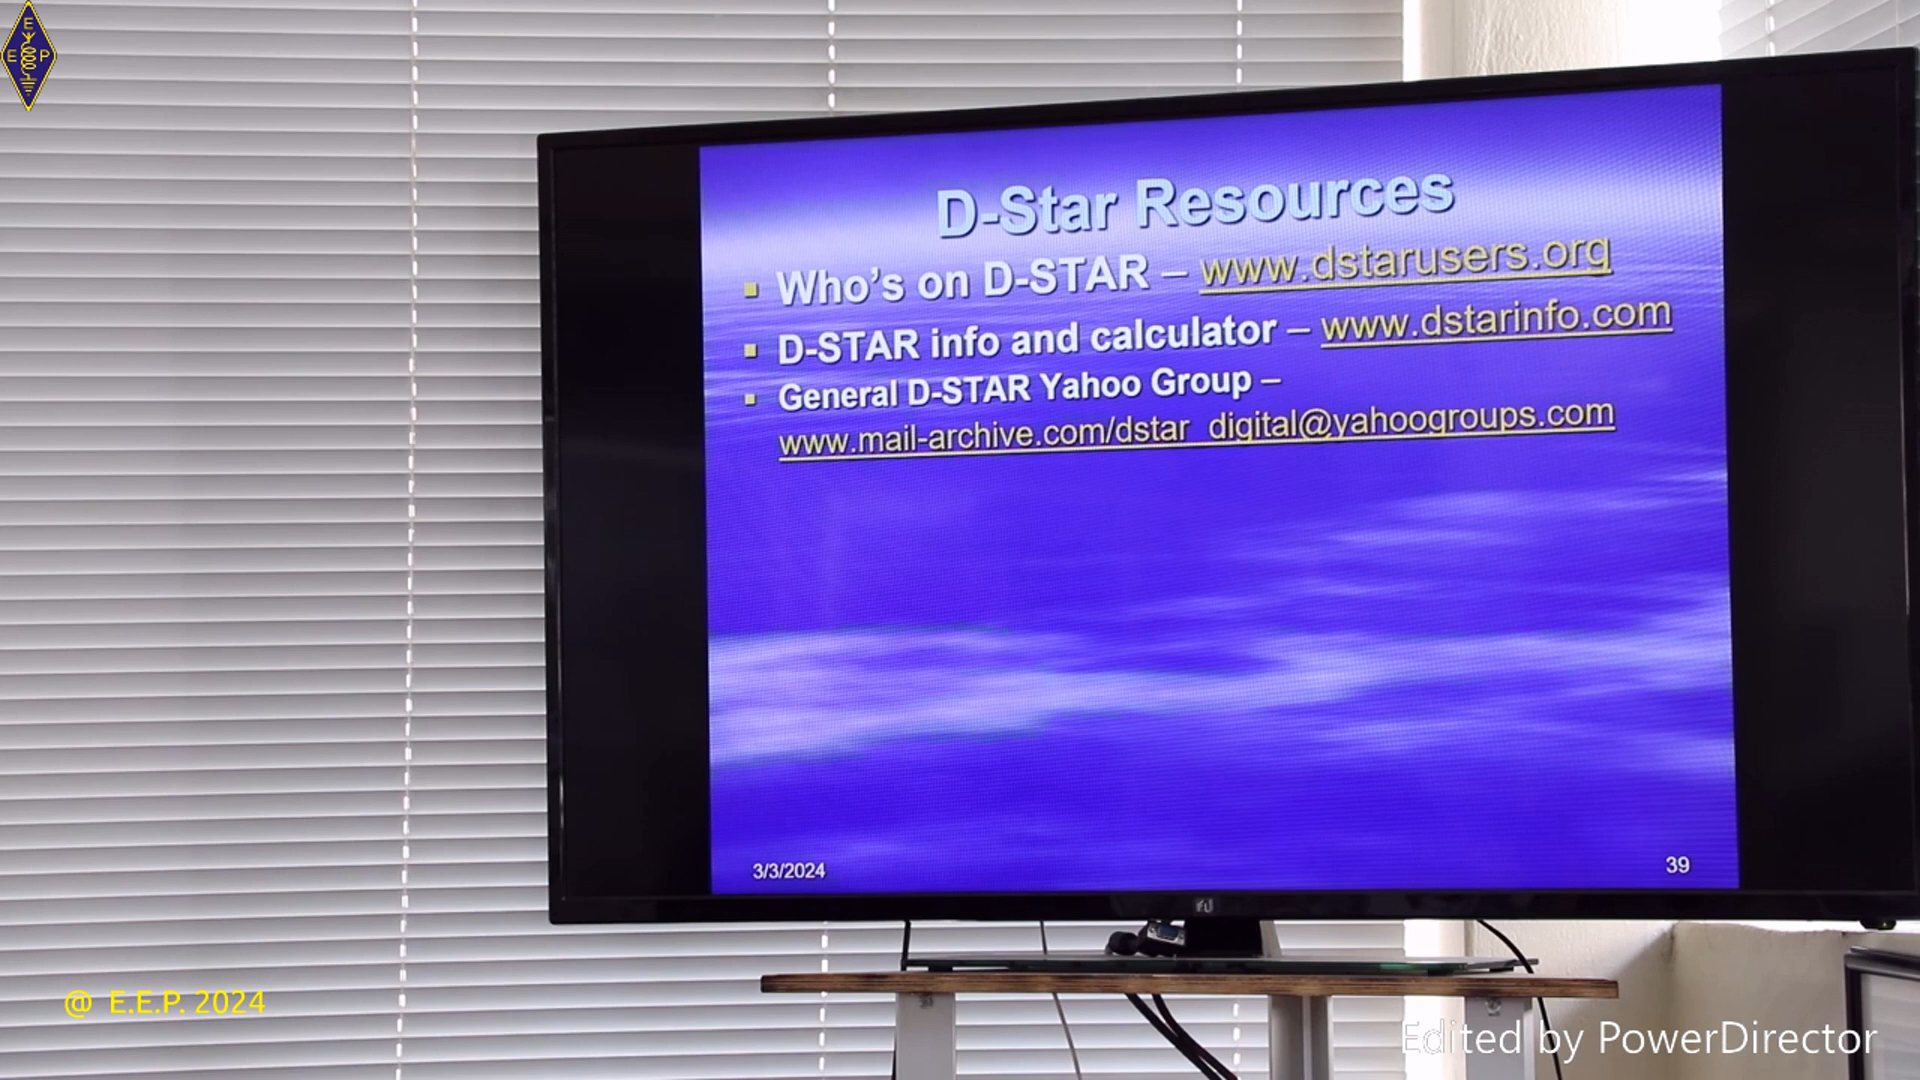 E
E P
D-Star Resources
Who's on D-STAR – www.dstarusers.org
D-STAR info and calculator – www.dstarinfo.com
General D-STAR Yahoo Group –
www.mail-archive.com/dstar_digital@yahoogroups.com
3/3/2024
39
@ E.E.P. 2024
Edited by PowerDirector